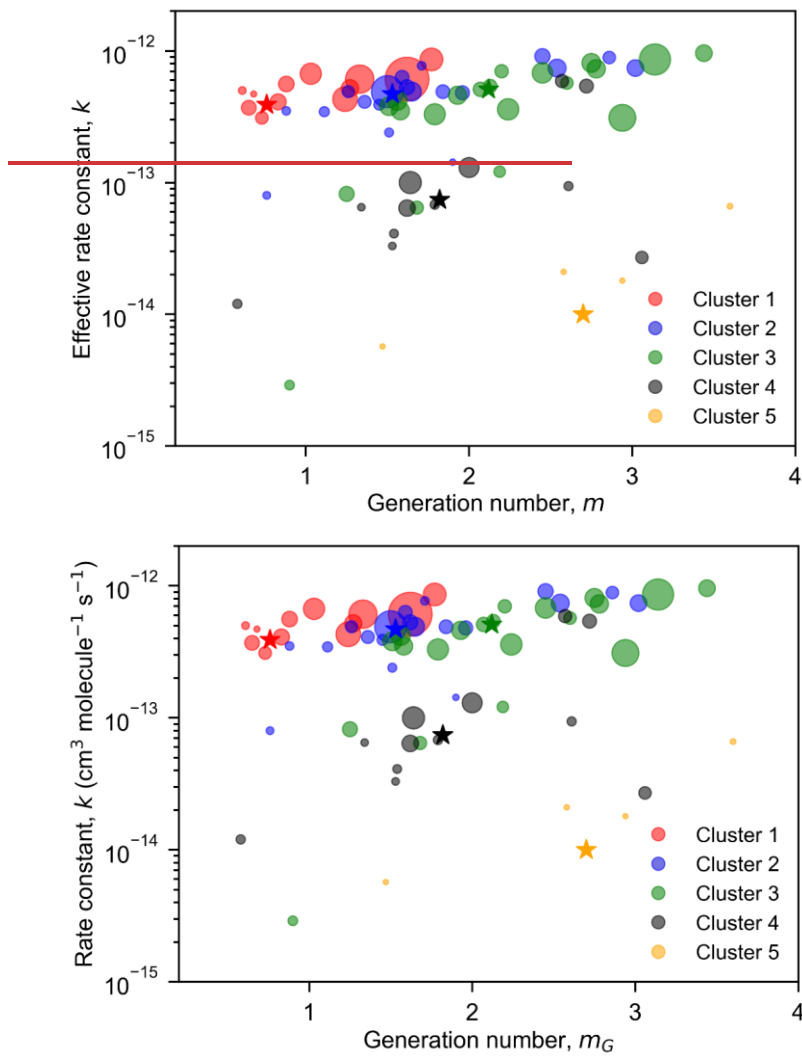 Effective rate constant, k
10⁻¹²
10⁻¹³
10⁻¹⁴
10⁻¹⁵
Cluster 1
Cluster 2
Cluster 3
Cluster 4
Cluster 5
1 2 3 4
Generation number, m
Rate constant, k (cm³ molecule⁻¹ s⁻¹)
10⁻¹²
10⁻¹³
10⁻¹⁴
10⁻¹⁵
Cluster 1
Cluster 2
Cluster 3
Cluster 4
Cluster 5
1 2 3 4
Generation number, m_G